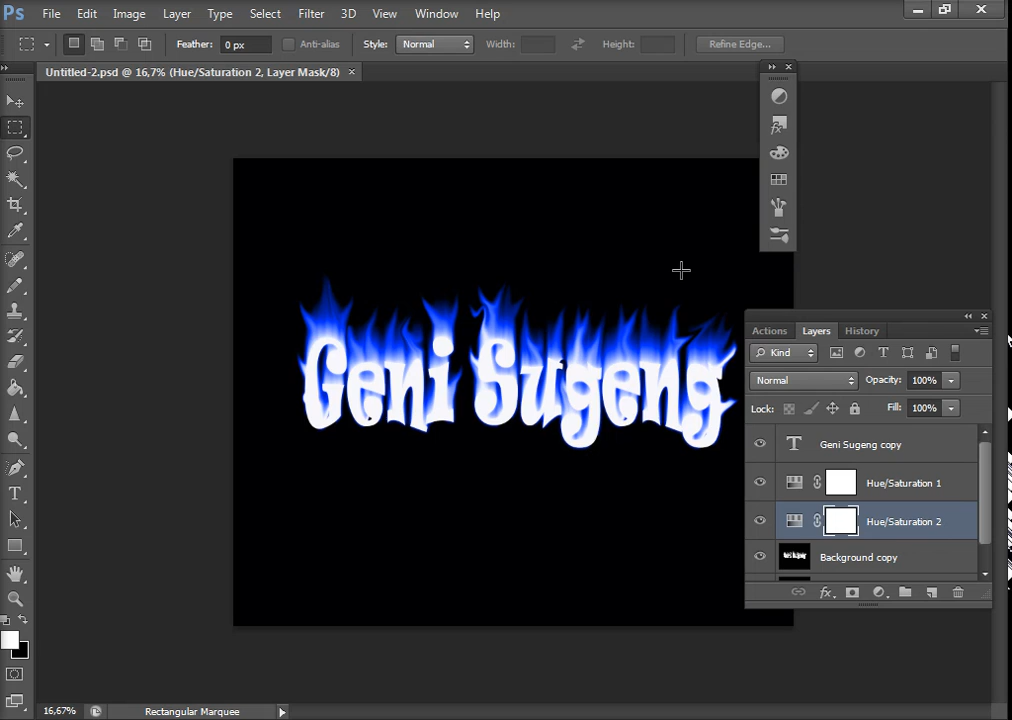 Ps File Edit Image Layer Type Select Filter 3D View Window Help
Feather: 0 px Anti-alias Style: Normal Width: Height: Refine Edge...
Untitled-2.psd @ 16,7% (Hue/Saturation 2, Layer Mask/8) ×
Geni Sugeng
Actions Layers History
Kind
Normal Opacity: 100%
Lock: Fill: 100%
T Geni Sugeng copy
Hue/Saturation 1
Hue/Saturation 2
Background copy
fx
16,67% Rectangular Marquee